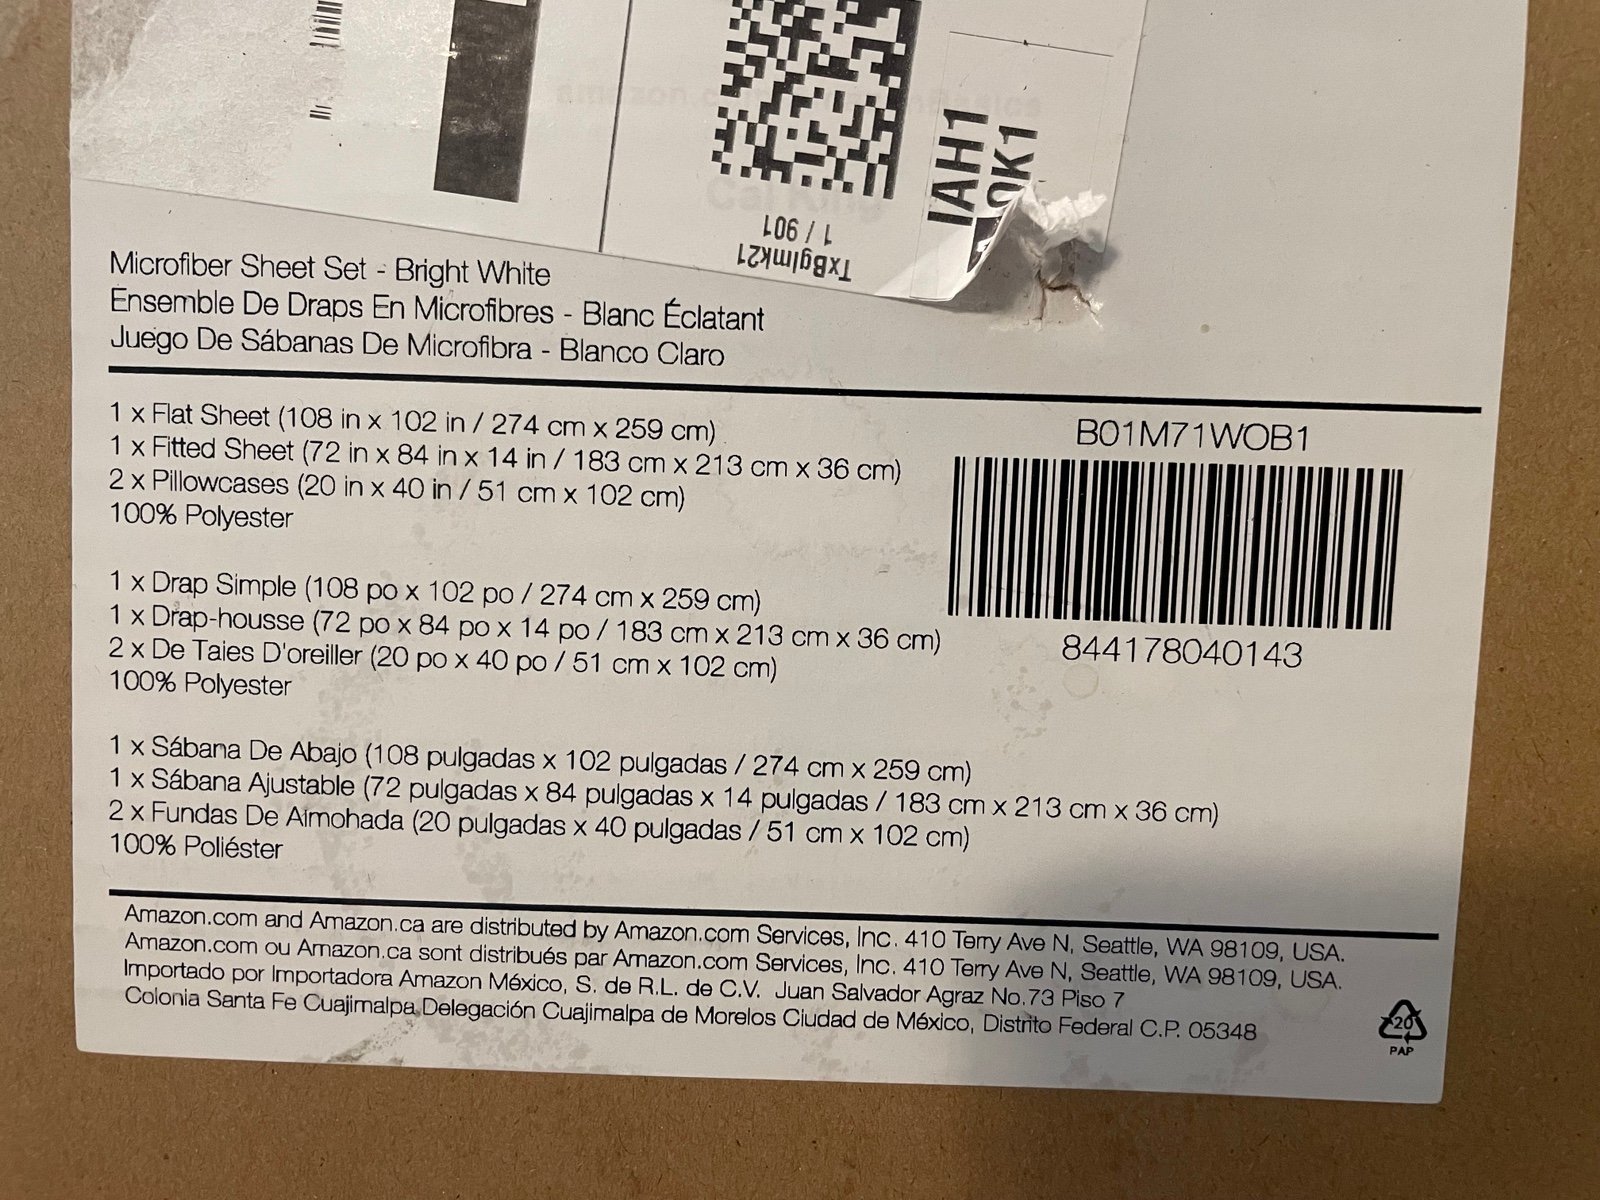 IAH1
Cal King
1 / 901
TxBglmk21
Microfiber Sheet Set - Bright White
Ensemble De Draps En Microfibres - Blanc Éclatant
Juego De Sábanas De Microfibra - Blanco Claro
1 x Flat Sheet (108 in x 102 in / 274 cm x 259 cm)
1 x Fitted Sheet (72 in x 84 in x 14 in / 183 cm x 213 cm x 36 cm)
2 x Pillowcases (20 in x 40 in / 51 cm x 102 cm)
100% Polyester
B01M71WOB1
844178040143
1 x Drap Simple (108 po x 102 po / 274 cm x 259 cm)
1 x Drap-housse (72 po x 84 po x 14 po / 183 cm x 213 cm x 36 cm)
2 x De Taies D'oreiller (20 po x 40 po / 51 cm x 102 cm)
100% Polyester
1 x Sábana De Abajo (108 pulgadas x 102 pulgadas / 274 cm x 259 cm)
1 x Sábana Ajustable (72 pulgadas x 84 pulgadas x 14 pulgadas / 183 cm x 213 cm x 36 cm)
2 x Fundas De Almohada (20 pulgadas x 40 pulgadas / 51 cm x 102 cm)
100% Poliéster
Amazon.com and Amazon.ca are distributed by Amazon.com Services, Inc. 410 Terry Ave N, Seattle, WA 98109, USA.
Amazon.com ou Amazon.ca sont distribués par Amazon.com Services, Inc. 410 Terry Ave N, Seattle, WA 98109, USA.
Importado por Importadora Amazon México, S. de R.L. de C.V. Juan Salvador Agraz No.73 Piso 7
Colonia Santa Fe Cuajimalpa Delegación Cuajimalpa de Morelos Ciudad de México, Distrito Federal C.P. 05348
20
PAP